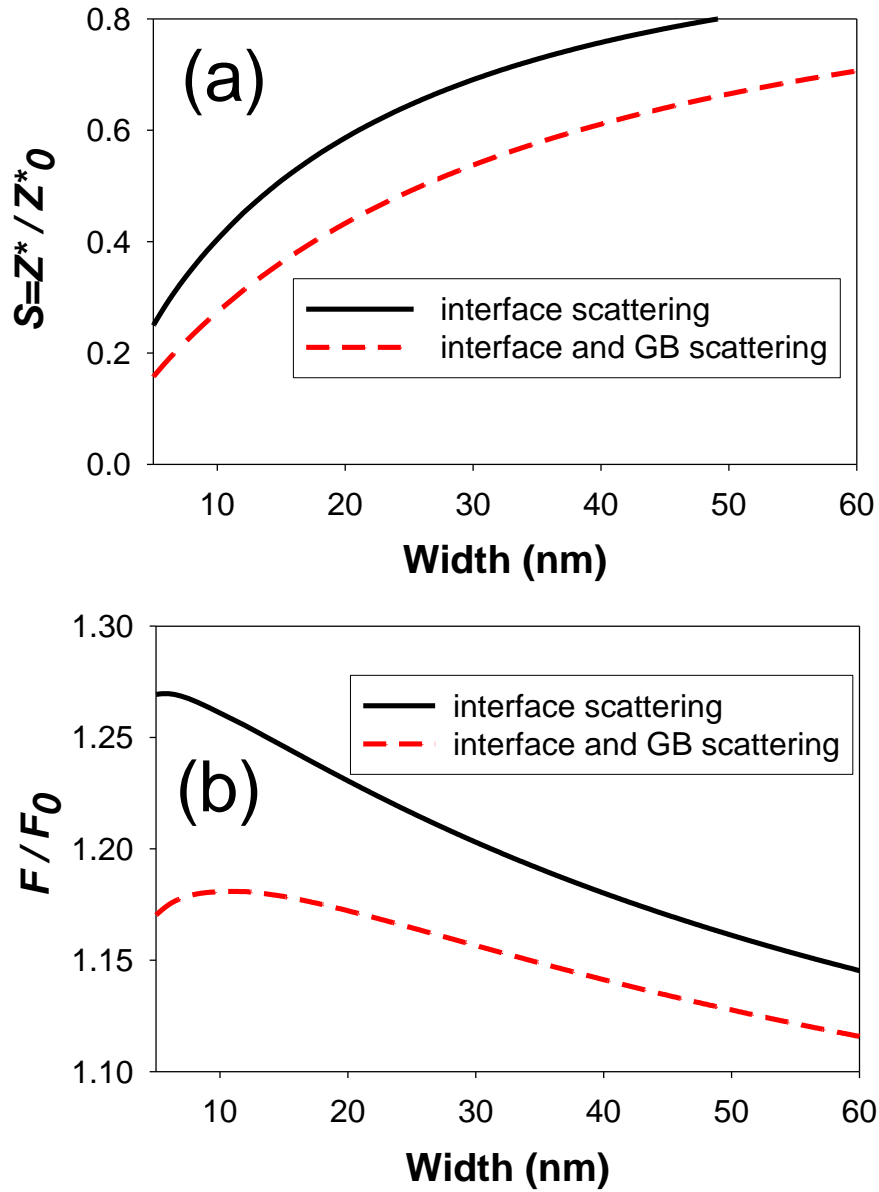 0.8
(a)
0.6
0.4
0.2
0.0
S=Z* / Z*0
interface scattering
interface and GB scattering
10 20 30 40 50 60
Width (nm)
1.30
1.25
1.20
1.15
1.10
F / F0
interface scattering
interface and GB scattering
(b)
10 20 30 40 50 60
Width (nm)